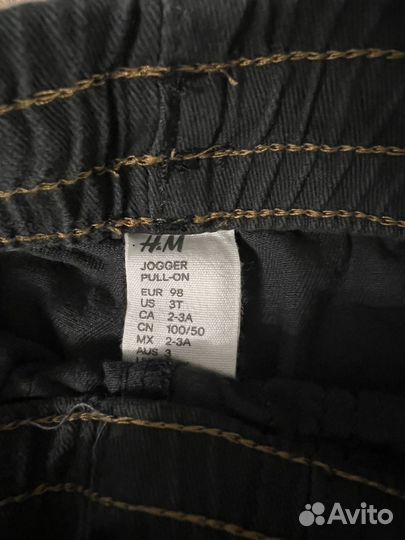 H&M
JOGGER
PULL-ON
EUR 98
US 3T
CA 2-3A
CN 100/50
MX 2-3A
AUS 3
Avito